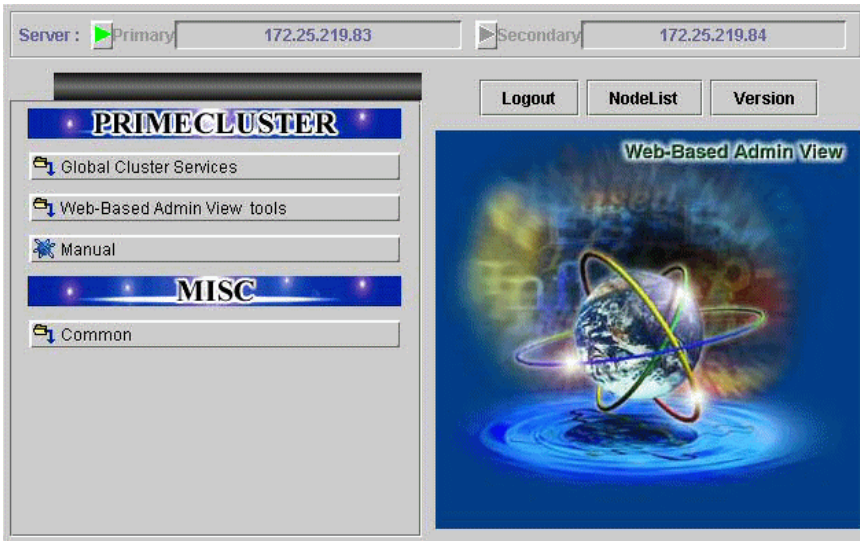 Server : Primary 172.25.219.83 Secondary 172.25.219.84
Logout NodeList Version
PRIMECLUSTER
Global Cluster Services
Web-Based Admin View tools
Manual
MISC
Common
Web-Based Admin View